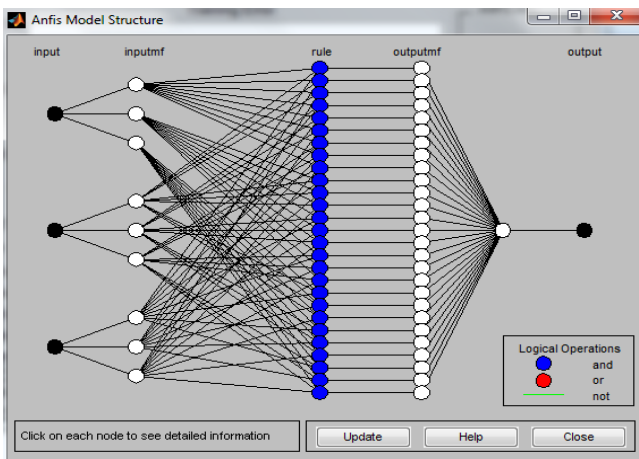 Anfis Model Structure
input inputmf rule outputmf output
Logical Operations
and
or
not
Click on each node to see detailed information Update Help Close